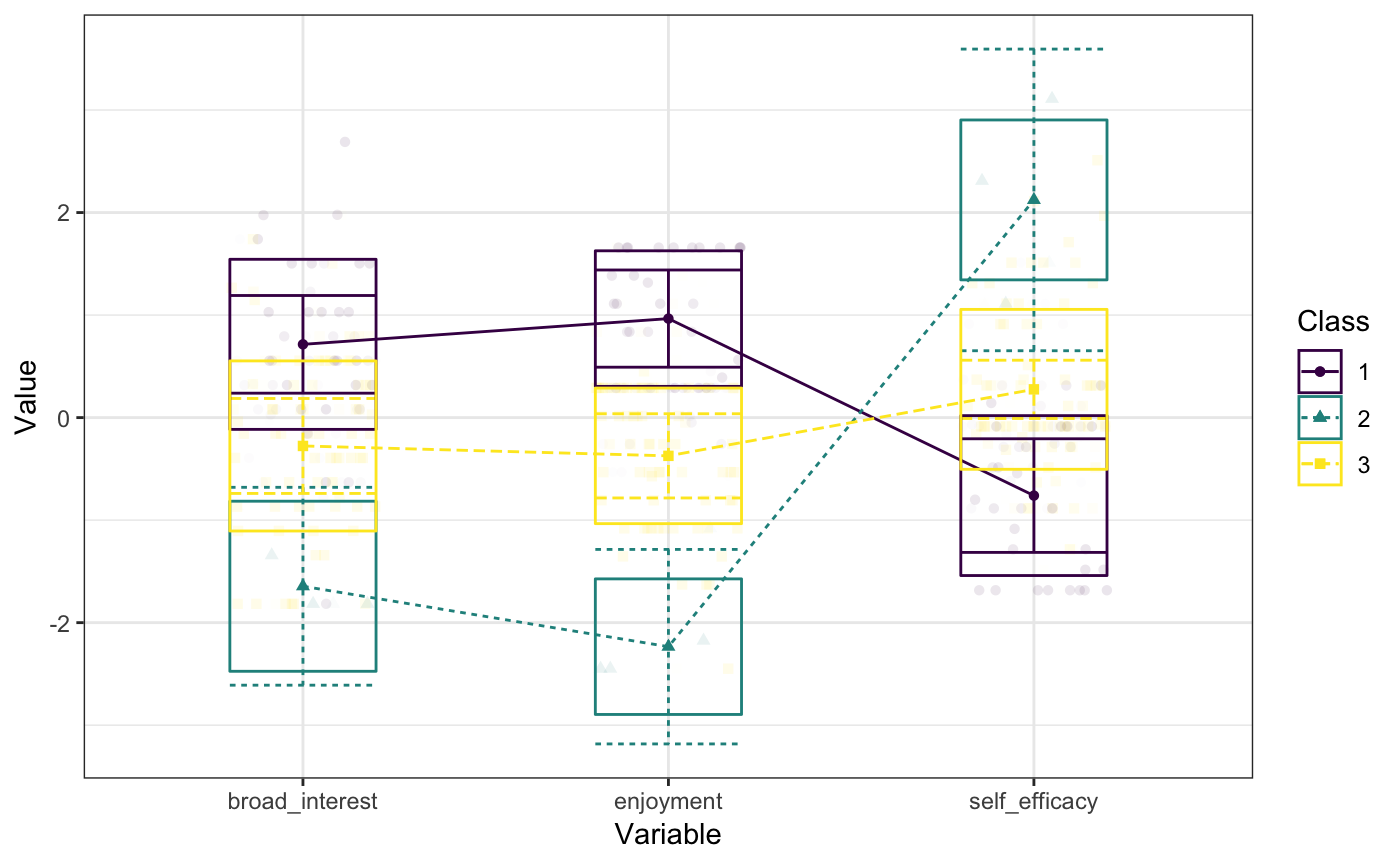 Value
2
0
-2
broad_interest
enjoyment
self_efficacy
Variable
Class
1
2
3